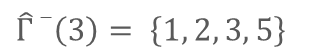 Γ̂⁻(3) = {1, 2, 3, 5}